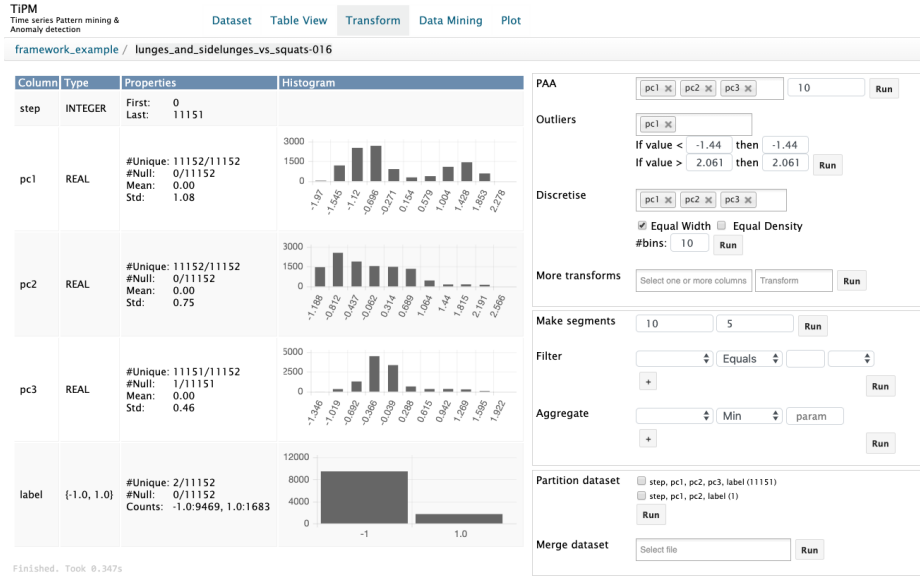 TiPM
Time series Pattern mining &
Anomaly detection
Dataset Table View Transform Data Mining Plot
framework_example / lunges_and_sidelunges_vs_squats-016
Column Type Properties Histogram
step INTEGER
First: 0
Last: 11151
pc1 REAL
#Unique: 11152/11152
#Null: 0/11152
Mean: 0.00
Std: 1.08
3000
1500
0
-1.97 -1.545 -1.12 -0.696 -0.271 0.154 0.579 1.004 1.428 1.853 2.278
pc2 REAL
#Unique: 11152/11152
#Null: 0/11152
Mean: 0.00
Std: 0.75
3000
1500
0
-1.188 -0.812 -0.437 -0.062 0.314 0.689 1.064 1.44 1.815 2.191 2.566
pc3 REAL
#Unique: 11151/11152
#Null: 1/11151
Mean: 0.00
Std: 0.46
5000
2500
0
-1.346 -1.019 -0.692 -0.366 -0.039 0.288 0.615 0.942 1.269 1.595 1.922
label {-1.0, 1.0}
#Unique: 2/11152
#Null: 0/11152
Counts: -1.0:9469, 1.0:1683
12000
8000
4000
0
-1 1.0
Finished. Took 0.347s
PAA pc1 pc2 pc3 10 Run
Outliers pc1
If value < -1.44 then -1.44
If value > 2.061 then 2.061 Run
Discretise pc1 pc2 pc3
Equal Width Equal Density
#bins: 10 Run
More transforms Select one or more columns Transform Run
Make segments 10 5 Run
Filter Equals
+ Run
Aggregate Min param
+ Run
Partition dataset step, pc1, pc2, pc3, label (11151)
step, pc1, pc2, label (1)
Run
Merge dataset Select file Run